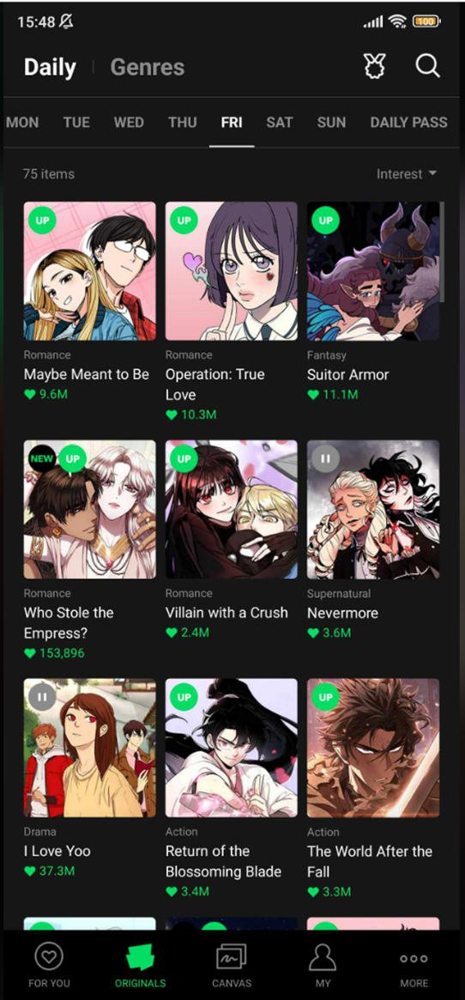 15:48
100
Daily
Genres
MON TUE WED THU FRI SAT SUN DAILY PASS
75 items
Interest
UP
UP
UP
Romance
Maybe Meant to Be
9.6M
Romance
Operation: True
Love
10.3M
Fantasy
Suitor Armor
11.1M
NEW UP
UP
Romance
Who Stole the
Empress?
153,896
Romance
Villain with a Crush
2.4M
Supernatural
Nevermore
3.6M
UP
UP
Drama
I Love Yoo
37.3M
Action
Return of the
Blossoming Blade
3.4M
Action
The World After the
Fall
3.3M
FOR YOU
ORIGINALS
CANVAS
MY
MORE